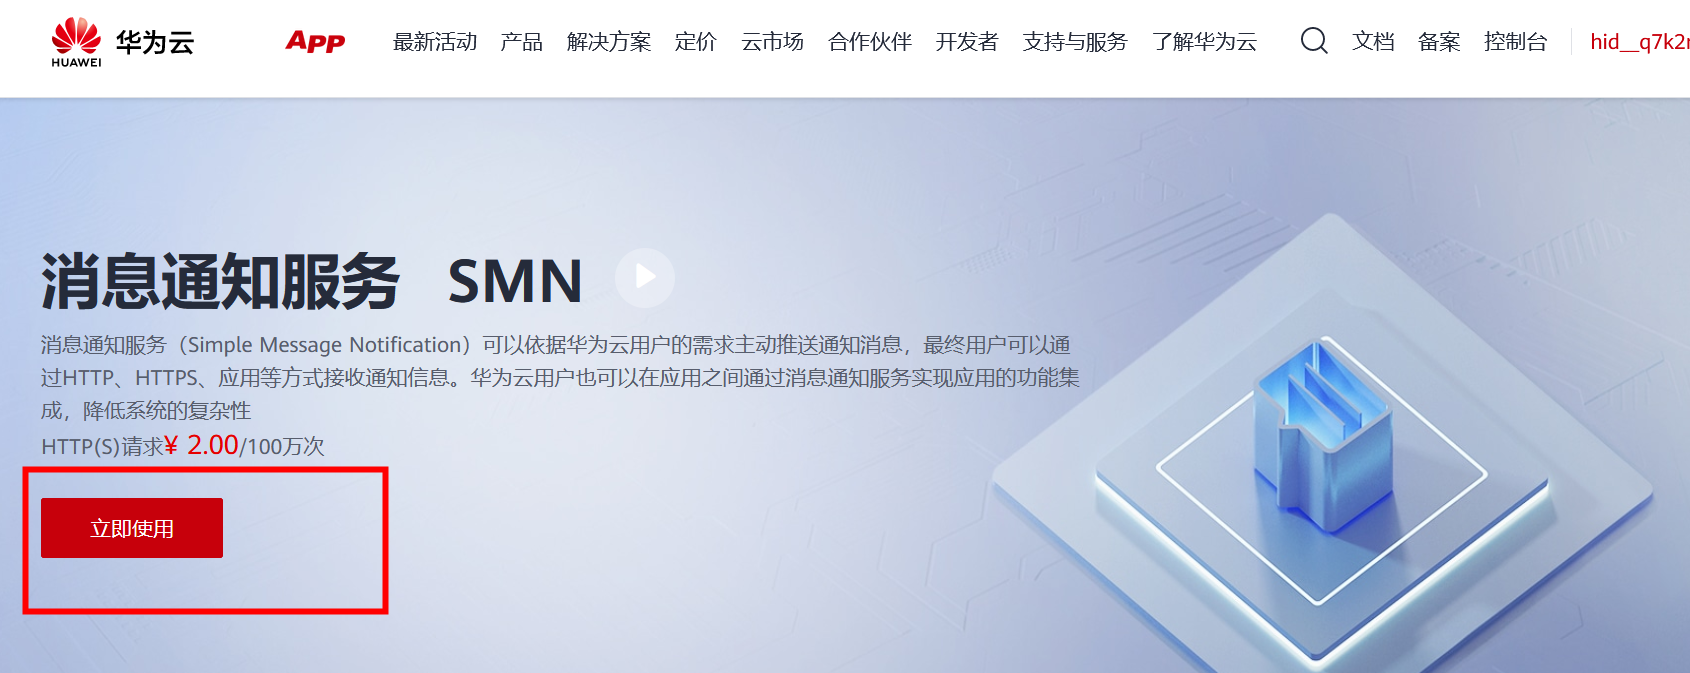 HUAWEI 华为云 APP 最新活动 产品 解决方案 定价 云市场 合作伙伴 开发者 支持与服务 了解华为云 文档 备案 控制台
消息通知服务 SMN
消息通知服务（Simple Message Notification）可以依据华为云用户的需求主动推送通知消息，最终用户可以通
过HTTP、HTTPS、应用等方式接收通知信息。华为云用户也可以在应用之间通过消息通知服务实现应用的功能集
成，降低系统的复杂性
HTTP(S)请求¥ 2.00/100万次
立即使用